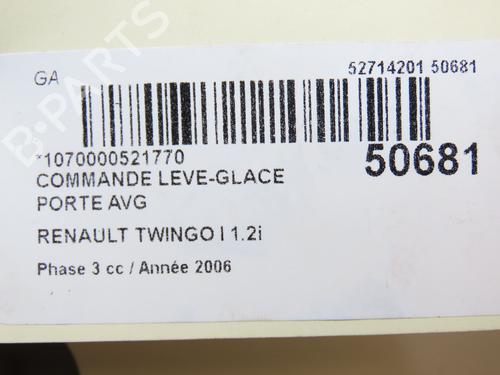 GA
52714201 50681
*1070000521770
50681
COMMANDE LEVE-GLACE
PORTE AVG
RENAULT TWINGO I 1.2i
Phase 3 cc / Année 2006
B-PARTS